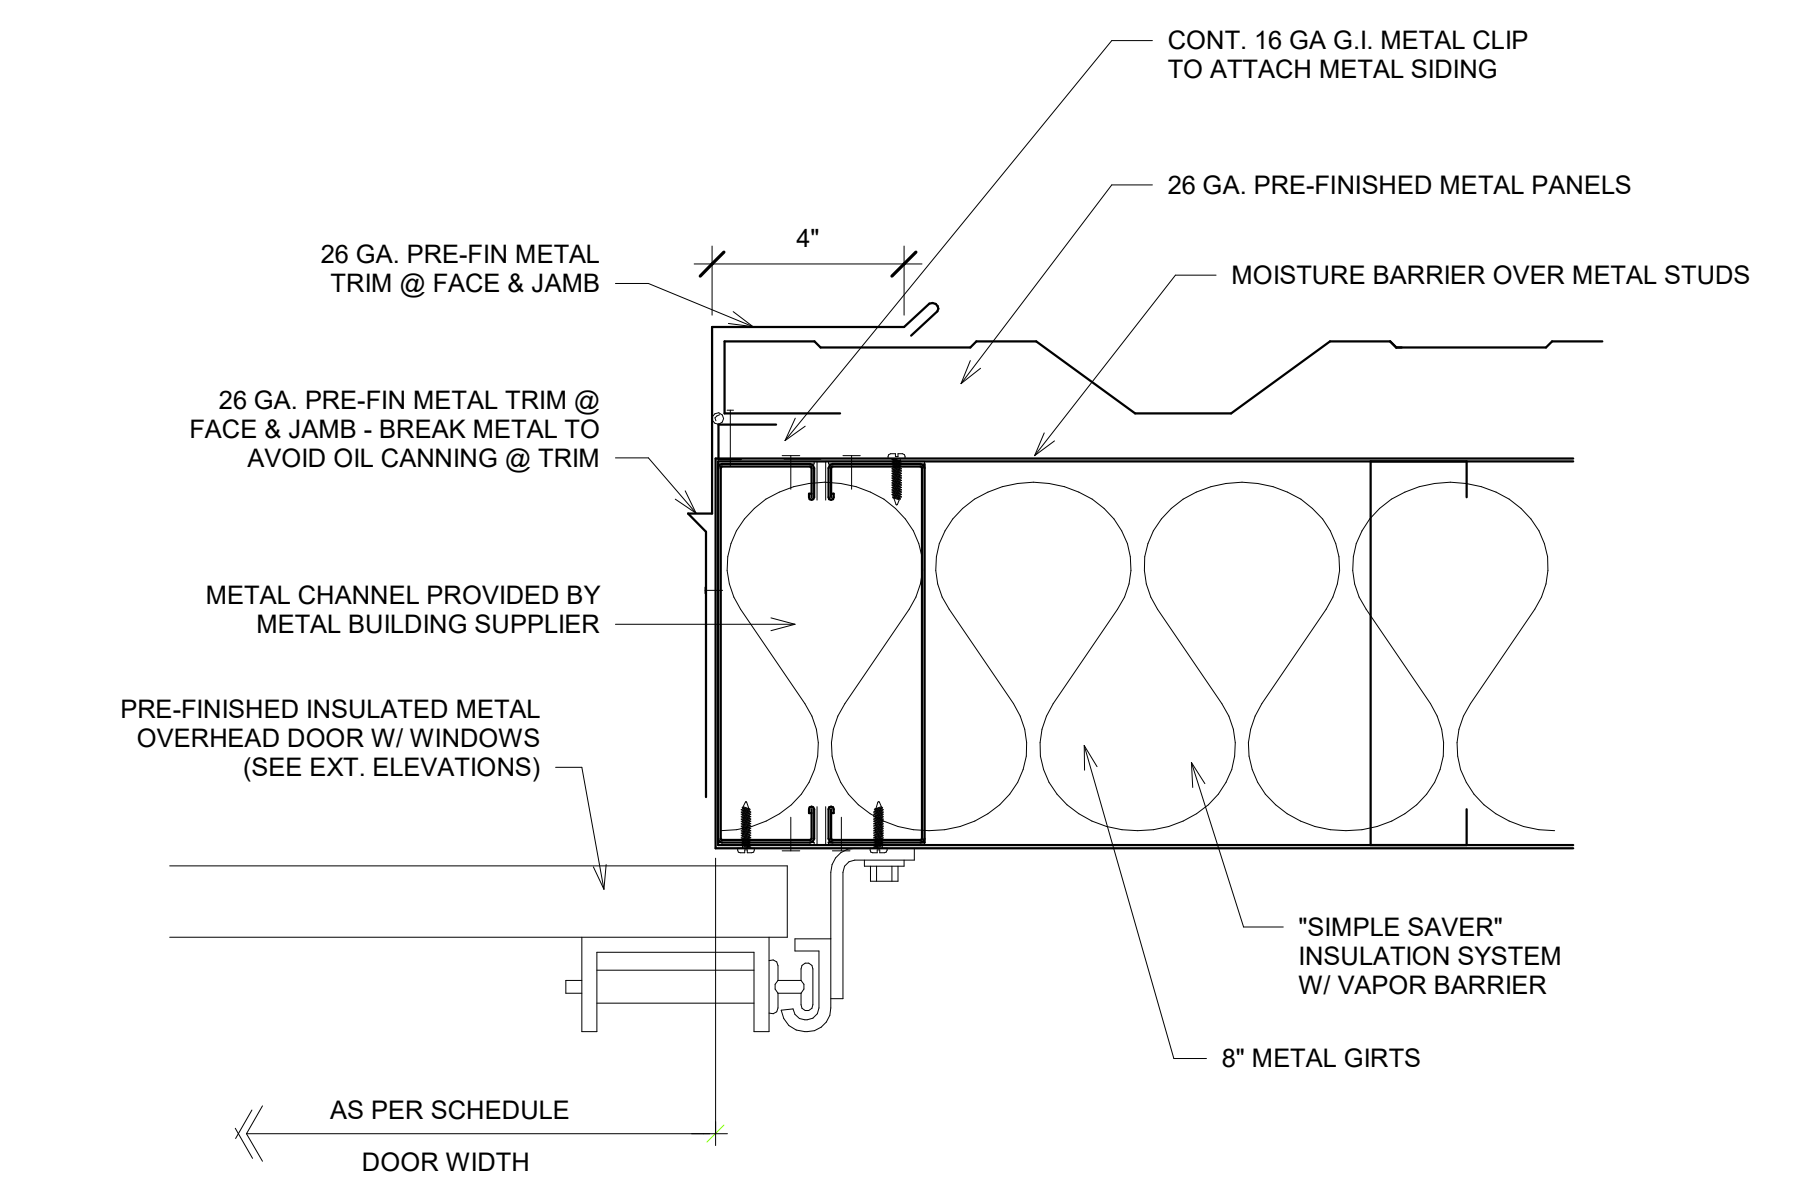 CONT. 16 GA G.I. METAL CLIP
TO ATTACH METAL SIDING
26 GA. PRE-FINISHED METAL PANELS
4"
26 GA. PRE-FIN METAL
TRIM @ FACE & JAMB
MOISTURE BARRIER OVER METAL STUDS
26 GA. PRE-FIN METAL TRIM @
FACE & JAMB - BREAK METAL TO
AVOID OIL CANNING @ TRIM
METAL CHANNEL PROVIDED BY
METAL BUILDING SUPPLIER
PRE-FINISHED INSULATED METAL
OVERHEAD DOOR W/ WINDOWS
(SEE EXT. ELEVATIONS)
"SIMPLE SAVER"
INSULATION SYSTEM
W/ VAPOR BARRIER
8" METAL GIRTS
AS PER SCHEDULE
DOOR WIDTH